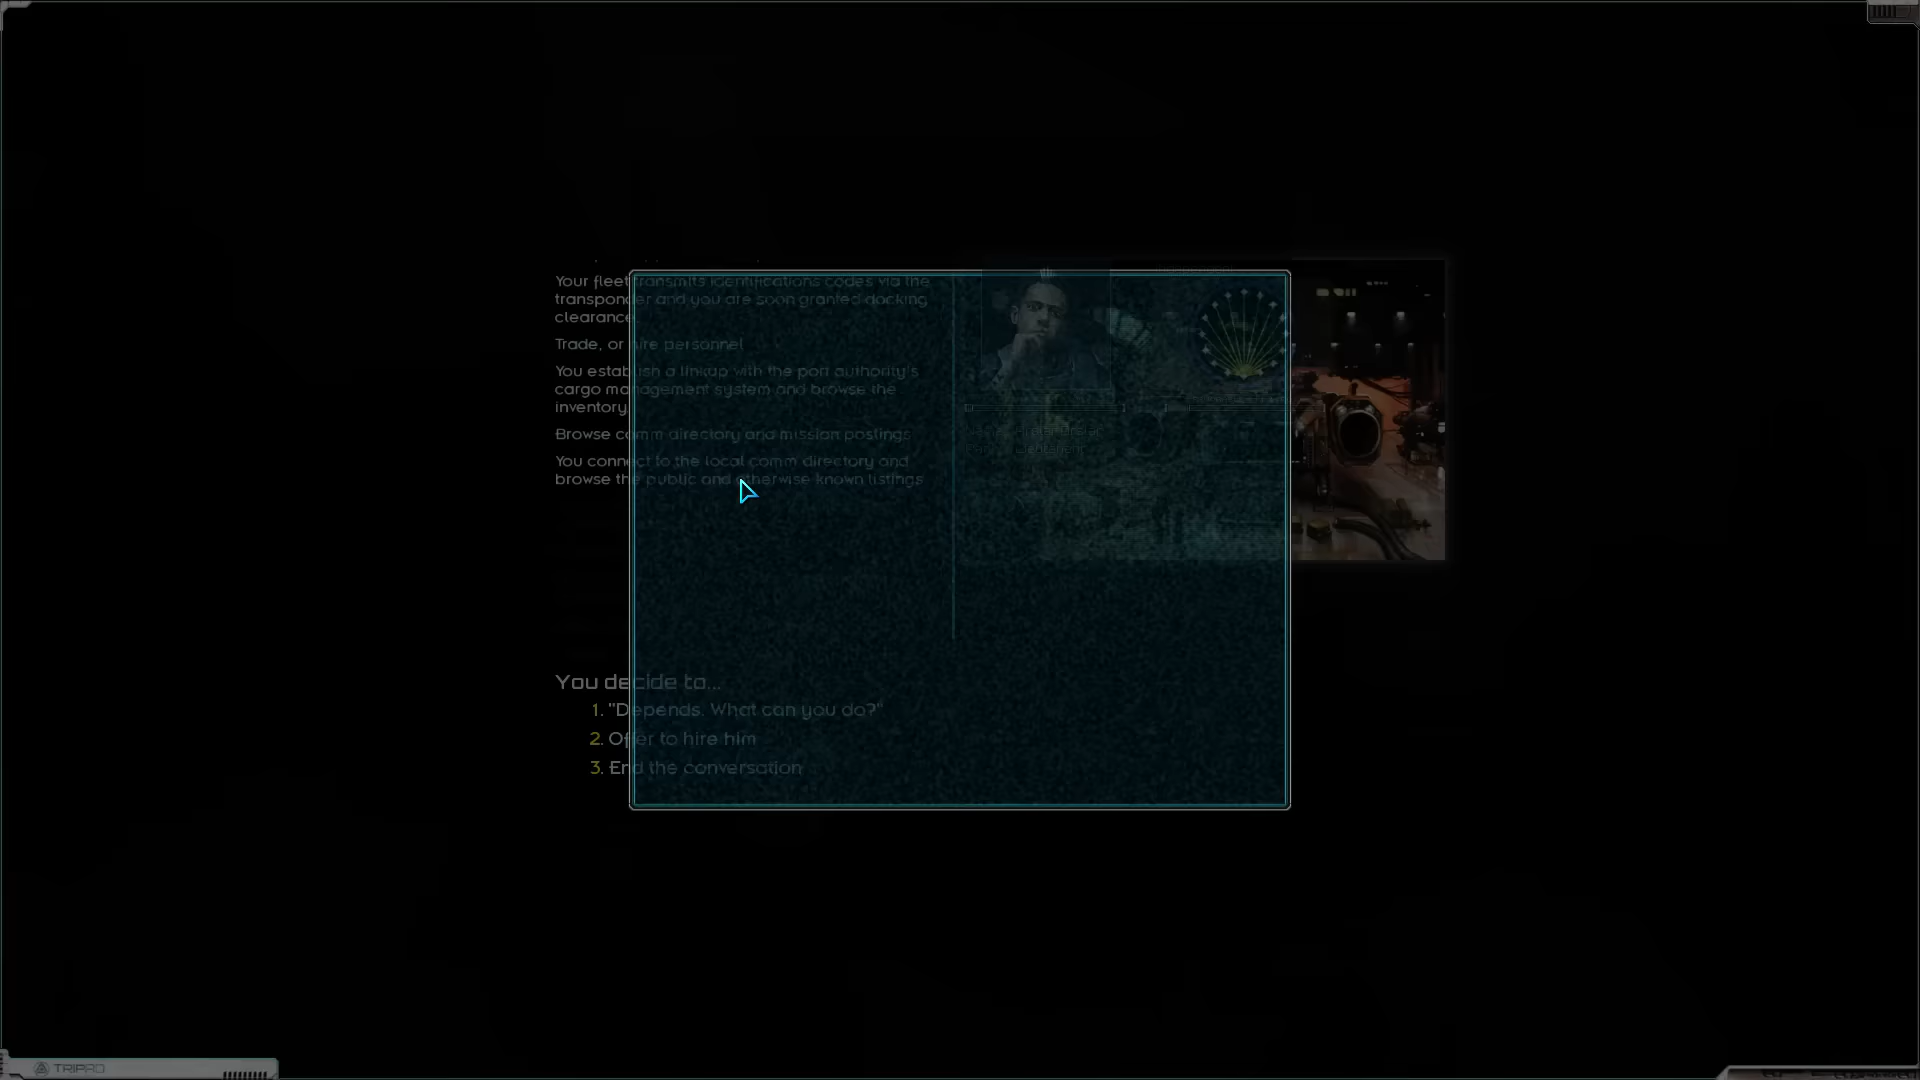 Your fleet transmits identifications codes via the
transponder and you are soon granted docking
clearance.
Trade, or hire personnel
You establish a linkup with the port authority's
cargo management system and browse the
inventory
Browse comm directory and mission postings
You connect to the local comm directory and
browse the public and otherwise known listings
You decide to...
1. "Depends. What can you do?"
2. Offer to hire him
3. End the conversation
TRIPAD